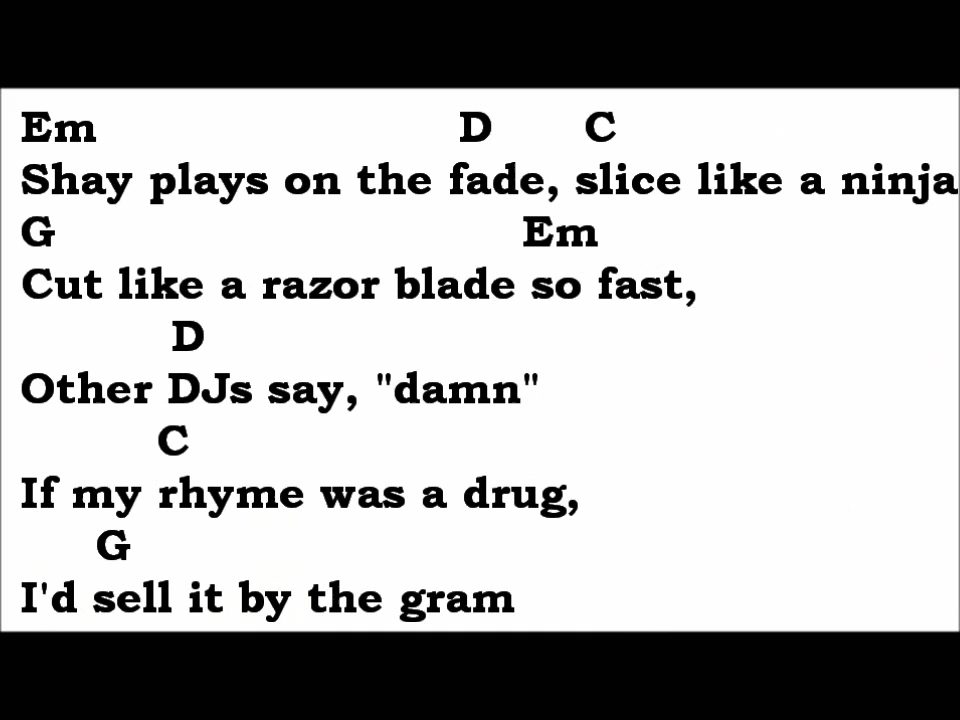 Em D C
Shay plays on the fade, slice like a ninja
G Em
Cut like a razor blade so fast,
D
Other DJs say, "damn"
C
If my rhyme was a drug,
G
I'd sell it by the gram